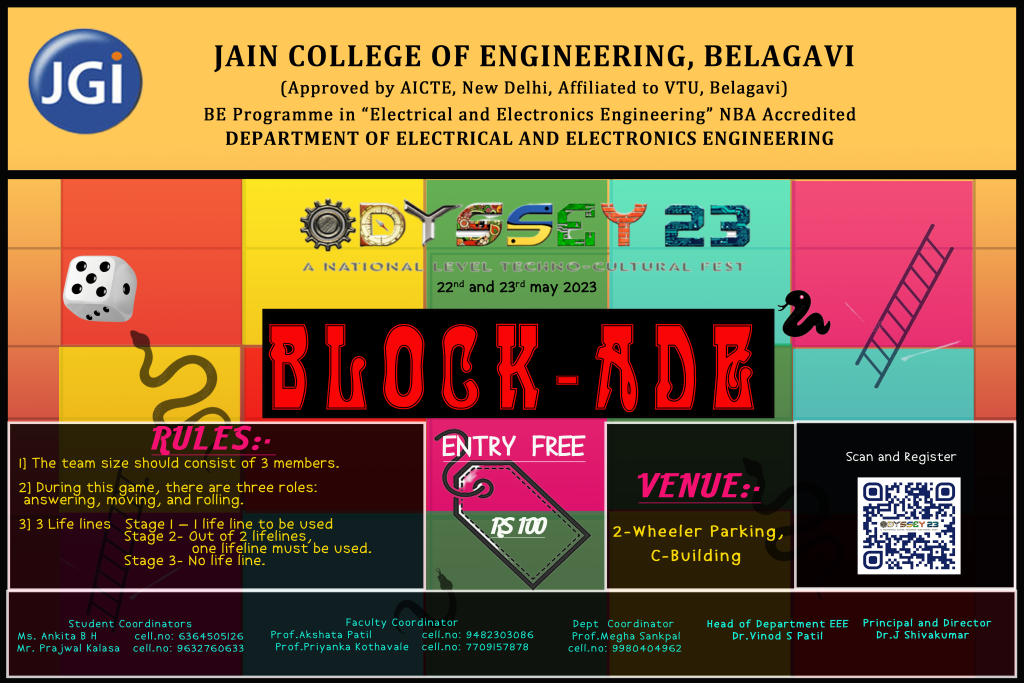 JGi
JAIN COLLEGE OF ENGINEERING, BELAGAVI
(Approved by AICTE, New Delhi, Affiliated to VTU, Belagavi)
BE Programme in “Electrical and Electronics Engineering” NBA Accredited
DEPARTMENT OF ELECTRICAL AND ELECTRONICS ENGINEERING
ODYSSEY 23
A NATIONAL LEVEL TECHNO-CULTURAL FEST
22nd and 23rd may 2023
BLOCK-ADE
RULES:-
1] The team size should consist of 3 members.
2] During this game, there are three roles:
answering, moving, and rolling.
3] 3 Life lines Stage 1 – 1 life line to be used
Stage 2- Out of 2 lifelines,
one lifeline must be used.
Stage 3- No life line.
ENTRY FREE
RS 100
VENUE:-
2-Wheeler Parking,
C-Building
Scan and Register
ODYSSEY 23
Student Coordinators
Ms. Ankita B H cell.no: 6364505126
Mr. Prajwal Kalasa cell.no: 9632760633
Faculty Coordinator
Prof.Akshata Patil cell.no: 9482303086
Prof.Priyanka Kothavale cell.no: 7709157878
Dept Coordinator
Prof.Megha Sankpal
cell.no: 9980404962
Head of Department EEE
Dr.Vinod S Patil
Principal and Director
Dr.J Shivakumar